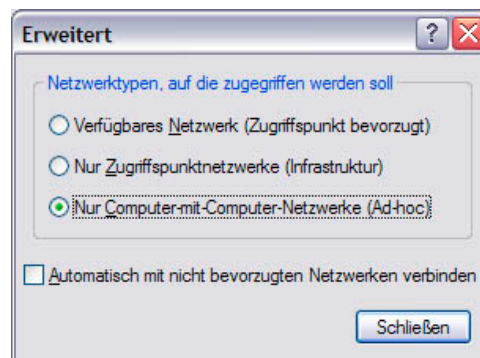 Erweitert
Netzwerktypen, auf die zugegriffen werden soll
Verfügbares Netzwerk (Zugriffspunkt bevorzugt)
Nur Zugriffspunktnetzwerke (Infrastruktur)
Nur Computer-mit-Computer-Netzwerke (Ad-hoc)
Automatisch mit nicht bevorzugten Netzwerken verbinden
Schließen